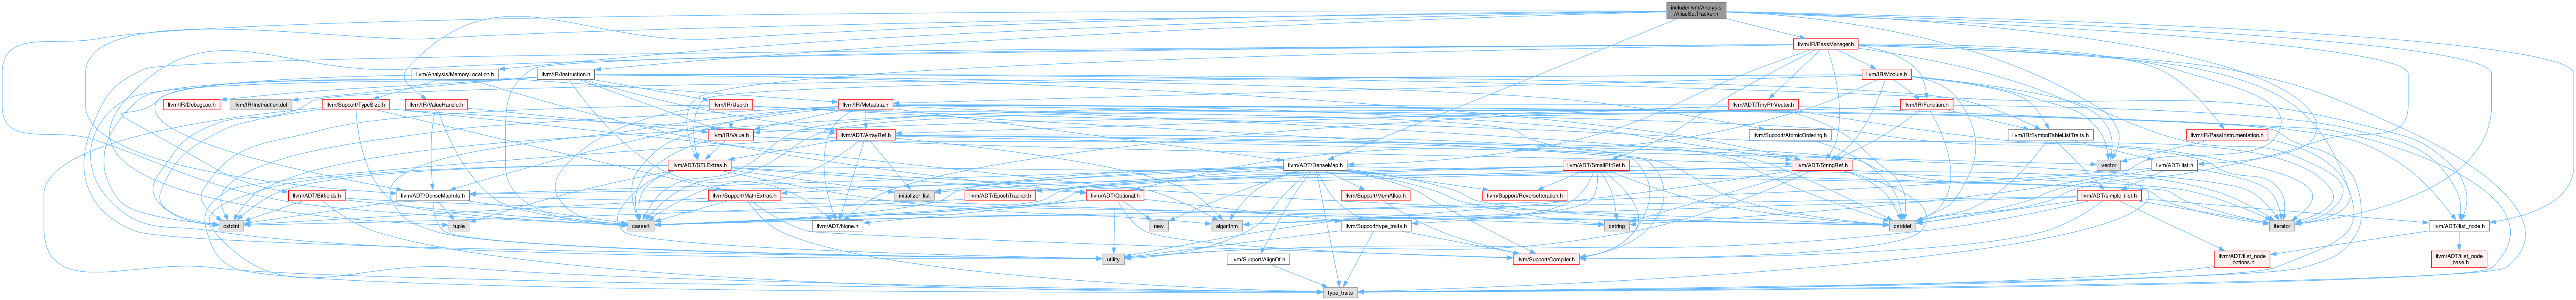 include/llvm/Analysis
/AliasSetTracker.h
llvm/IR/PassManager.h
llvm/Analysis/MemoryLocation.h
llvm/IR/Instruction.h
llvm/IR/Module.h
llvm/IR/DebugLoc.h
llvm/IR/Instruction.def
llvm/Support/TypeSize.h
llvm/IR/ValueHandle.h
llvm/IR/User.h
llvm/IR/Metadata.h
llvm/ADT/TinyPtrVector.h
llvm/IR/Function.h
llvm/IR/Value.h
llvm/ADT/ArrayRef.h
llvm/Support/AtomicOrdering.h
llvm/IR/SymbolTableListTraits.h
llvm/IR/PassInstrumentation.h
llvm/ADT/STLExtras.h
llvm/ADT/DenseMap.h
llvm/ADT/SmallPtrSet.h
llvm/ADT/StringRef.h
vector
llvm/ADT/ilist.h
llvm/ADT/Bitfields.h
llvm/ADT/DenseMapInfo.h
llvm/Support/MathExtras.h
initializer_list
llvm/ADT/EpochTracker.h
llvm/ADT/Optional.h
llvm/Support/MemAlloc.h
llvm/Support/ReverseIteration.h
llvm/ADT/simple_ilist.h
cstdint
tuple
cassert
llvm/ADT/None.h
new
algorithm
llvm/Support/type_traits.h
cstring
cstddef
iterator
llvm/ADT/ilist_node.h
utility
llvm/Support/AlignOf.h
llvm/Support/Compiler.h
llvm/ADT/ilist_node
_options.h
llvm/ADT/ilist_node
_base.h
type_traits